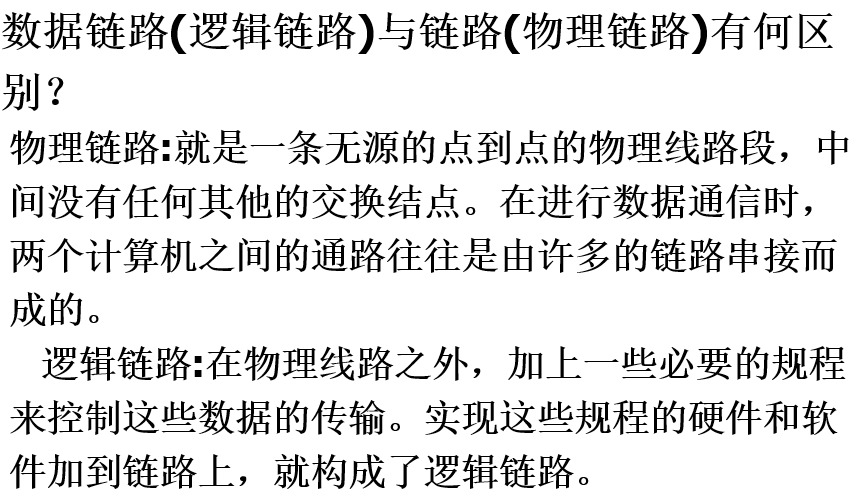 数据链路(逻辑链路)与链路(物理链路)有何区
别？
物理链路:就是一条无源的点到点的物理线路段，中
间没有任何其他的交换结点。在进行数据通信时，
两个计算机之间的通路往往是由许多的链路串接而
成的。
逻辑链路:在物理线路之外，加上一些必要的规程
来控制这些数据的传输。实现这些规程的硬件和软
件加到链路上，就构成了逻辑链路。